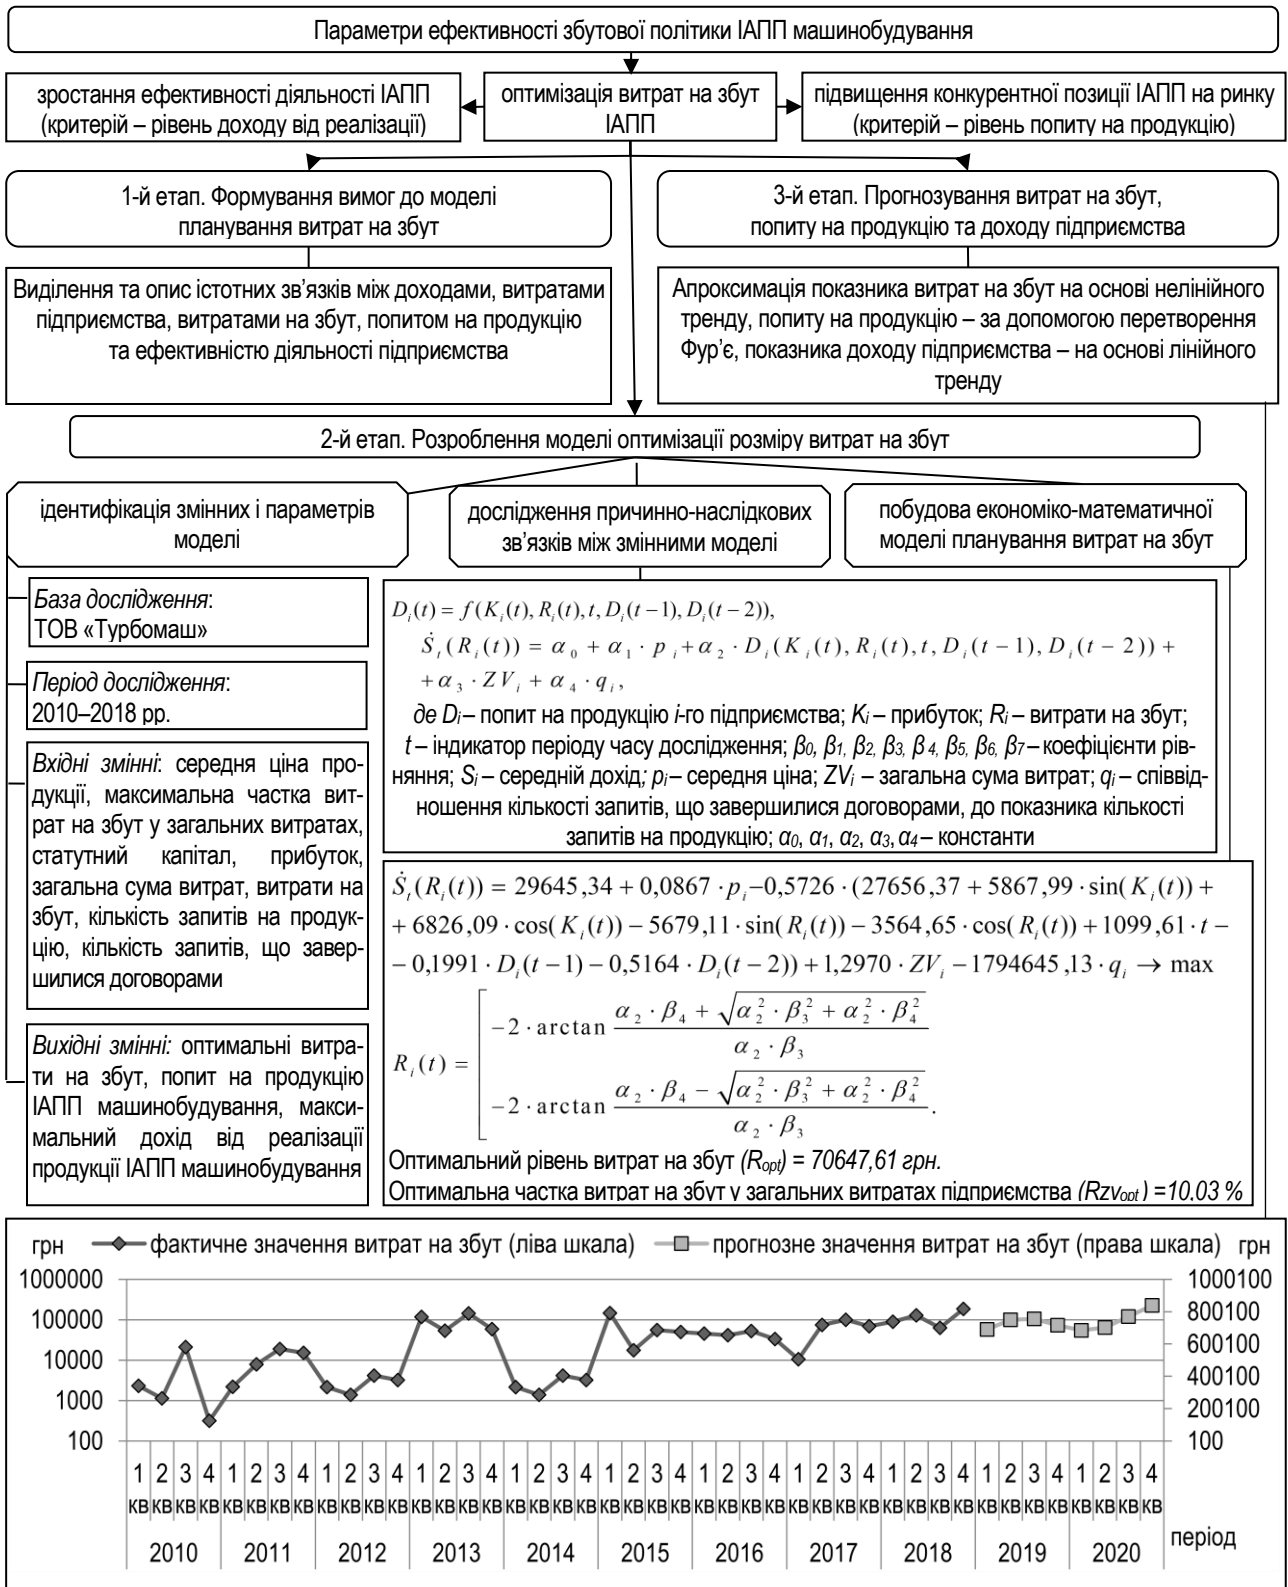 Параметри ефективності збутової політики ІАПП машинобудування
зростання ефективності діяльності ІАПП
(критерій – рівень доходу від реалізації)
оптимізація витрат на збут
ІАПП
підвищення конкурентної позиції ІАПП на ринку
(критерій – рівень попиту на продукцію)
1-й етап. Формування вимог до моделі
планування витрат на збут
3-й етап. Прогнозування витрат на збут,
попиту на продукцію та доходу підприємства
Виділення та опис істотних зв’язків між доходами, витратами
підприємства, витратами на збут, попитом на продукцію
та ефективністю діяльності підприємства
Апроксимація показника витрат на збут на основі нелінійного
тренду, попиту на продукцію – за допомогою перетворення
Фур’є, показника доходу підприємства – на основі лінійного
тренду
2-й етап. Розроблення моделі оптимізації розміру витрат на збут
ідентифікація змінних і параметрів
моделі
дослідження причинно-наслідкових
зв’язків між змінними моделі
побудова економіко-математичної
моделі планування витрат на збут
База дослідження:
ТОВ «Турбомаш»
Період дослідження:
2010–2018 рр.
Вхідні змінні: середня ціна про-
дукції, максимальна частка вит-
рат на збут у загальних витратах,
статутний капітал, прибуток,
загальна сума витрат, витрати на
збут, кількість запитів на продук-
цію, кількість запитів, що завер-
шилися договорами
Вихідні змінні: оптимальні витра-
ти на збут, попит на продукцію
ІАПП машинобудування, макси-
мальний дохід від реалізації
продукції ІАПП машинобудування
D_i(t) = f(K_i(t), R_i(t), t, D_i(t−1), D_i(t−2)),
Ṡ_t(R_i(t)) = α_0 + α_1 · p_i + α_2 · D_i(K_i(t), R_i(t), t, D_i(t−1), D_i(t−2)) +
+ α_3 · ZV_i + α_4 · q_i,
де D_i – попит на продукцію i-го підприємства; K_i – прибуток; R_i – витрати на збут;
t – індикатор періоду часу дослідження; β_0, β_1, β_2, β_3, β_4, β_5, β_6, β_7 – коефіцієнти рів-
няння; S_i – середній дохід; p_i – середня ціна; ZV_i – загальна сума витрат; q_i – співвід-
ношення кількості запитів, що завершилися договорами, до показника кількості
запитів на продукцію; α_0, α_1, α_2, α_3, α_4 – константи
Ṡ_t(R_i(t)) = 29645,34 + 0,0867 · p_i − 0,5726 · (27656,37 + 5867,99 · sin(K_i(t)) +
+ 6826,09 · cos(K_i(t)) − 5679,11 · sin(R_i(t)) − 3564,65 · cos(R_i(t)) + 1099,61 · t −
− 0,1991 · D_i(t−1) − 0,5164 · D_i(t−2)) + 1,2970 · ZV_i − 1794645,13 · q_i → max
R_i(t) = [ −2 · arctan (α_2 · β_4 + √(α_2^2 · β_3^2 + α_2^2 · β_4^2)) / (α_2 · β_3)
−2 · arctan (α_2 · β_4 − √(α_2^2 · β_3^2 + α_2^2 · β_4^2)) / (α_2 · β_3).
Оптимальний рівень витрат на збут (R_opt) = 70647,61 грн.
Оптимальна частка витрат на збут у загальних витратах підприємства (Rzv_opt) =10,03 %
грн фактичне значення витрат на збут (ліва шкала) прогнозне значення витрат на збут (права шкала) грн
1000000 1000100
100000 800100
10000 600100
1000 400100
100 200100
100
1 2 3 4 1 2 3 4 1 2 3 4 1 2 3 4 1 2 3 4 1 2 3 4 1 2 3 4 1 2 3 4 1 2 3 4 1 2 3 4 1 2 3 4
кв кв кв кв кв кв кв кв кв кв кв кв кв кв кв кв кв кв кв кв кв кв кв кв кв кв кв кв кв кв кв кв кв кв кв кв кв кв кв кв кв кв кв кв
2010 2011 2012 2013 2014 2015 2016 2017 2018 2019 2020 період